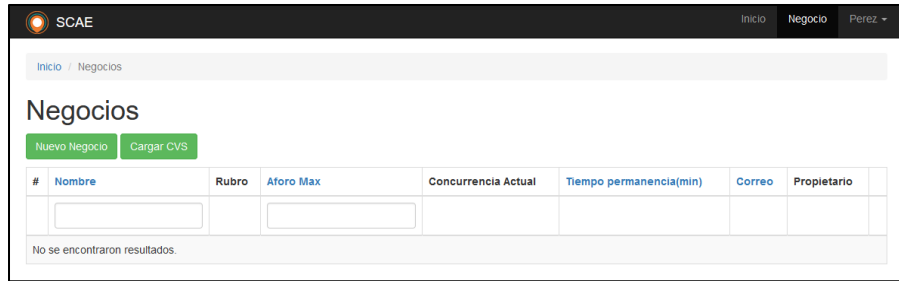 SCAE Inicio Negocio Perez
Inicio / Negocios
Negocios
Nuevo Negocio Cargar CVS
# Nombre Rubro Aforo Max Concurrencia Actual Tiempo permanencia(min) Correo Propietario
No se encontraron resultados.